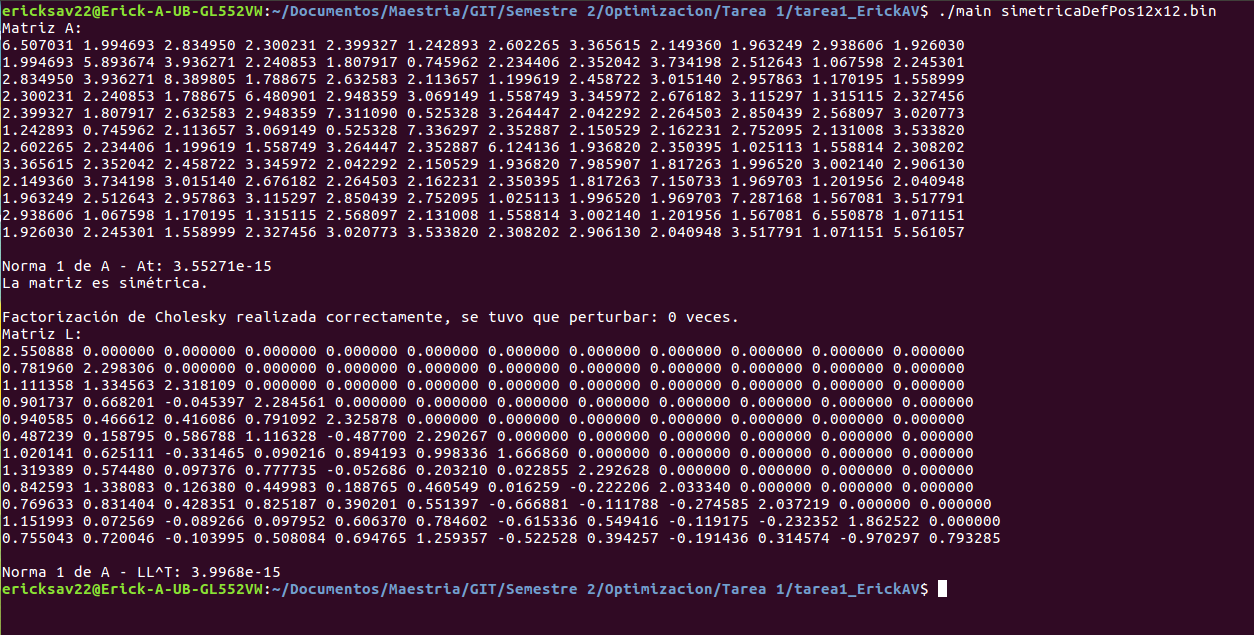 ericksav22@Erick-A-UB-GL552VW:~/Documentos/Maestria/GIT/Semestre 2/Optimizacion/Tarea 1/tarea1_ErickAV$ ./main simetricaDefPos12x12.bin
Matriz A:
6.507031 1.994693 2.834950 2.300231 2.399327 1.242893 2.602265 3.365615 2.149360 1.963249 2.938606 1.926030
1.994693 5.893674 3.936271 2.240853 1.807917 0.745962 2.234406 2.352042 3.734198 2.512643 1.067598 2.245301
2.834950 3.936271 8.389805 1.788675 2.632583 2.113657 1.199619 2.458722 3.015140 2.957863 1.170195 1.558999
2.300231 2.240853 1.788675 6.480901 2.948359 3.069149 1.558749 3.345972 2.676182 3.115297 1.315115 2.327456
2.399327 1.807917 2.632583 2.948359 7.311090 0.525328 3.264447 2.042292 2.264503 2.850439 2.568097 3.020773
1.242893 0.745962 2.113657 3.069149 0.525328 7.336297 2.352887 2.150529 2.162231 2.752095 2.131008 3.533820
2.602265 2.234406 1.199619 1.558749 3.264447 2.352887 6.124136 1.936820 2.350395 1.025113 1.558814 2.308202
3.365615 2.352042 2.458722 3.345972 2.042292 2.150529 1.936820 7.985907 1.817263 1.996520 3.002140 2.906130
2.149360 3.734198 3.015140 2.676182 2.264503 2.162231 2.350395 1.817263 7.150733 1.969703 1.201956 2.040948
1.963249 2.512643 2.957863 3.115297 2.850439 2.752095 1.025113 1.996520 1.969703 7.287168 1.567081 3.517791
2.938606 1.067598 1.170195 1.315115 2.568097 2.131008 1.558814 3.002140 1.201956 1.567081 6.550878 1.071151
1.926030 2.245301 1.558999 2.327456 3.020773 3.533820 2.308202 2.906130 2.040948 3.517791 1.071151 5.561057
Norma 1 de A - At: 3.55271e-15
La matriz es simétrica.
Factorización de Cholesky realizada correctamente, se tuvo que perturbar: 0 veces.
Matriz L:
2.550888 0.000000 0.000000 0.000000 0.000000 0.000000 0.000000 0.000000 0.000000 0.000000 0.000000 0.000000
0.781960 2.298306 0.000000 0.000000 0.000000 0.000000 0.000000 0.000000 0.000000 0.000000 0.000000 0.000000
1.111358 1.334563 2.318109 0.000000 0.000000 0.000000 0.000000 0.000000 0.000000 0.000000 0.000000 0.000000
0.901737 0.668201 -0.045397 2.284561 0.000000 0.000000 0.000000 0.000000 0.000000 0.000000 0.000000 0.000000
0.940585 0.466612 0.416086 0.791092 2.325878 0.000000 0.000000 0.000000 0.000000 0.000000 0.000000 0.000000
0.487239 0.158795 0.586788 1.116328 -0.487700 2.290267 0.000000 0.000000 0.000000 0.000000 0.000000 0.000000
1.020141 0.625111 -0.331465 0.090216 0.894193 0.998336 1.666860 0.000000 0.000000 0.000000 0.000000 0.000000
1.319389 0.574480 0.097376 0.777735 -0.052686 0.203210 0.022855 2.292628 0.000000 0.000000 0.000000 0.000000
0.842593 1.338083 0.126380 0.449983 0.188765 0.460549 0.016259 -0.222206 2.033340 0.000000 0.000000 0.000000
0.769633 0.831404 0.428351 0.825187 0.390201 0.551397 -0.666881 -0.111788 -0.274585 2.037219 0.000000 0.000000
1.151993 0.072569 -0.089266 0.097952 0.606370 0.784602 -0.615336 0.549416 -0.119175 -0.232352 1.862522 0.000000
0.755043 0.720046 -0.103995 0.508084 0.694765 1.259357 -0.522528 0.394257 -0.191436 0.314574 -0.970297 0.793285
Norma 1 de A - LL^T: 3.9968e-15
ericksav22@Erick-A-UB-GL552VW:~/Documentos/Maestria/GIT/Semestre 2/Optimizacion/Tarea 1/tarea1_ErickAV$